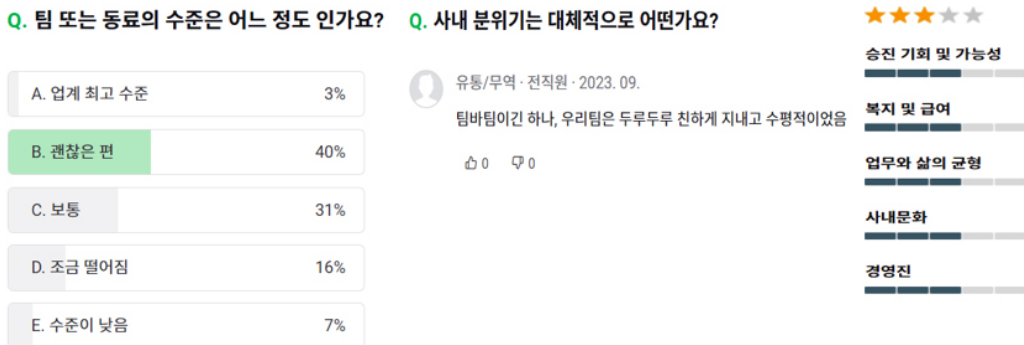 Q. 팀 또는 동료의 수준은 어느 정도 인가요?
A. 업계 최고 수준 3%
B. 괜찮은 편 40%
C. 보통 31%
D. 조금 떨어짐 16%
E. 수준이 낮음 7%
Q. 사내 분위기는 대체적으로 어떤가요?
유통/무역 · 전직원 · 2023. 09.
팀바팀이긴 하나, 우리팀은 두루두루 친하게 지내고 수평적이었음
0 0
승진 기회 및 가능성
복지 및 급여
업무와 삶의 균형
사내문화
경영진